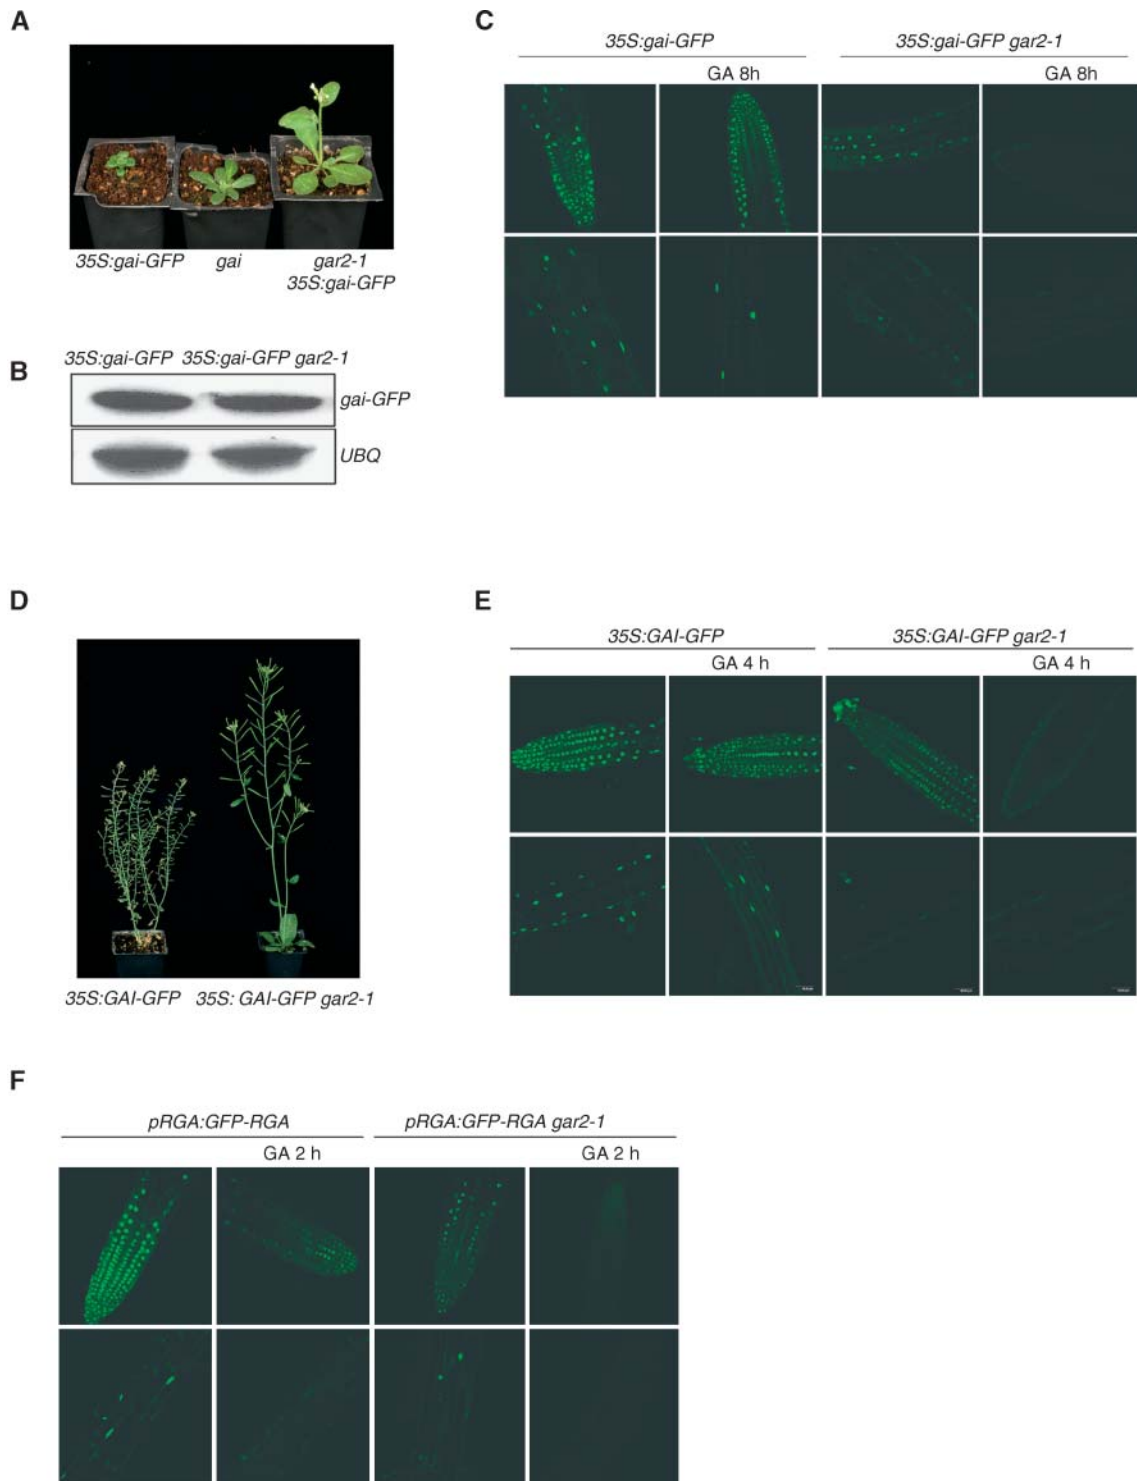 A
35S:gai-GFP gai gar2-1
35S:gai-GFP
B
35S:gai-GFP 35S:gai-GFP gar2-1
gai-GFP
UBQ
C
35S:gai-GFP 35S:gai-GFP gar2-1
GA 8h GA 8h
D
35S:GAI-GFP 35S: GAI-GFP gar2-1
E
35S:GAI-GFP 35S:GAI-GFP gar2-1
GA 4 h GA 4 h
F
pRGA:GFP-RGA pRGA:GFP-RGA gar2-1
GA 2 h GA 2 h